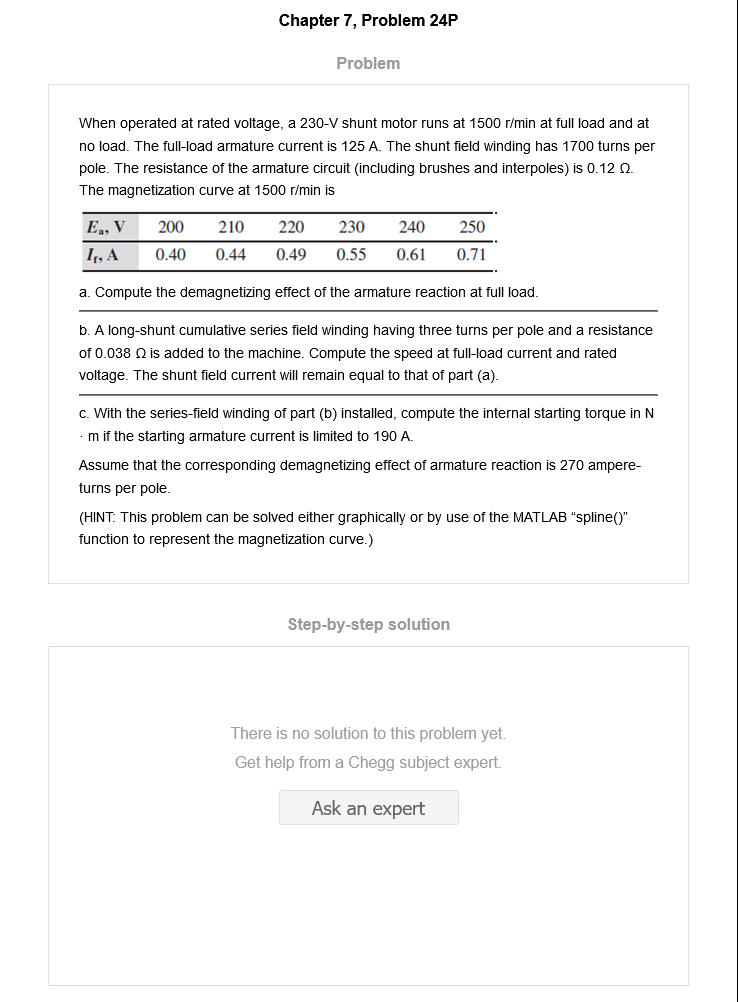 Chapter 7, Problem 24P
Problem
When operated at rated voltage, a 230-V shunt motor runs at 1500 r/min at full load and at
no load. The full-load armature current is 125 A. The shunt field winding has 1700 turns per
pole. The resistance of the armature circuit (including brushes and interpoles) is 0.12 Ω.
The magnetization curve at 1500 r/min is
Ea, V 200 210 220 230 240 250
If, A 0.40 0.44 0.49 0.55 0.61 0.71
a. Compute the demagnetizing effect of the armature reaction at full load.
b. A long-shunt cumulative series field winding having three turns per pole and a resistance
of 0.038 Ω is added to the machine. Compute the speed at full-load current and rated
voltage. The shunt field current will remain equal to that of part (a).
c. With the series-field winding of part (b) installed, compute the internal starting torque in N
· m if the starting armature current is limited to 190 A.
Assume that the corresponding demagnetizing effect of armature reaction is 270 ampere-
turns per pole.
(HINT: This problem can be solved either graphically or by use of the MATLAB “spline()”
function to represent the magnetization curve.)
Step-by-step solution
There is no solution to this problem yet.
Get help from a Chegg subject expert.
Ask an expert